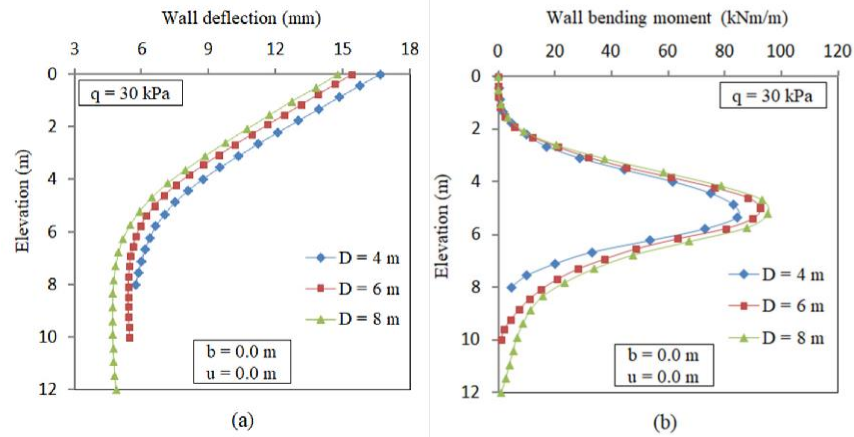 Wall deflection (mm)
3 6 9 12 15 18
0
2
4
6
8
10
12
Elevation (m)
q = 30 kPa
D = 4 m
D = 6 m
D = 8 m
b = 0.0 m
u = 0.0 m
(a)
Wall bending moment (kNm/m)
0 20 40 60 80 100 120
0
2
4
6
8
10
12
Elevation (m)
q = 30 kPa
D = 4 m
D = 6 m
D = 8 m
b = 0.0 m
u = 0.0 m
(b)